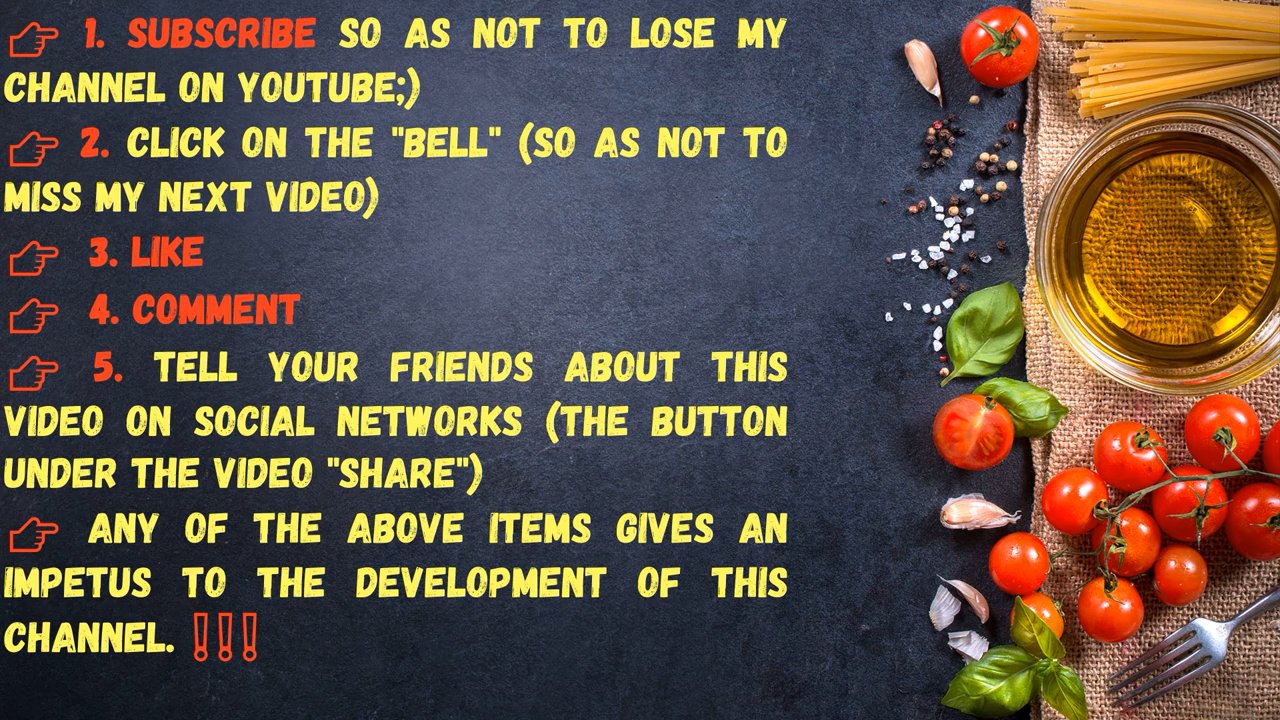 👉 1. SUBSCRIBE SO AS NOT TO LOSE MY
CHANNEL ON YOUTUBE;)
👉 2. CLICK ON THE "BELL" (SO AS NOT TO
MISS MY NEXT VIDEO)
👉 3. LIKE
👉 4. COMMENT
👉 5. TELL YOUR FRIENDS ABOUT THIS
VIDEO ON SOCIAL NETWORKS (THE BUTTON
UNDER THE VIDEO "SHARE")
👉 ANY OF THE ABOVE ITEMS GIVES AN
IMPETUS TO THE DEVELOPMENT OF THIS
CHANNEL. ❗❗❗